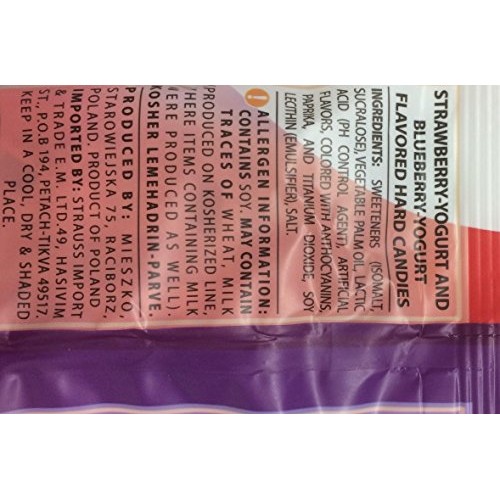 STRAWBERRY-YOGURT AND
BLUEBERRY-YOGURT
FLAVORED HARD CANDIES
INGREDIENTS: SWEETENERS (ISOMALT,
SUCRALOSE), VEGETABLE PALM OIL, LACTIC
ACID (PH CONTROL AGENT), ARTIFICIAL
FLAVORS, COLORED WITH ANTHOCYANINS,
PAPRIKA, AND TITANIUM DIOXIDE, SOY
LECITHIN (EMULSIFIER), SALT.
! ALLERGEN INFORMATION:
CONTAINS SOY. MAY CONTAIN
TRACES OF WHEAT, MILK
PRODUCED ON KOSHERIZED LINE,
WHERE ITEMS CONTAINING MILK
WERE PRODUCED AS WELL).
KOSHER LEMEHADRIN-PARVE.
PRODUCED BY: MIESZKO,
STAROWIEJSKA 75, RACIBORZ,
POLAND. PRODUCT OF POLAND
IMPORTED BY: STRAUSS IMPORT
& TRADE E.M. LTD.49, HASIVIM
ST., P.O.B 194, PETACH-TIKVA 49517.
KEEP IN A COOL, DRY & SHADED
PLACE.